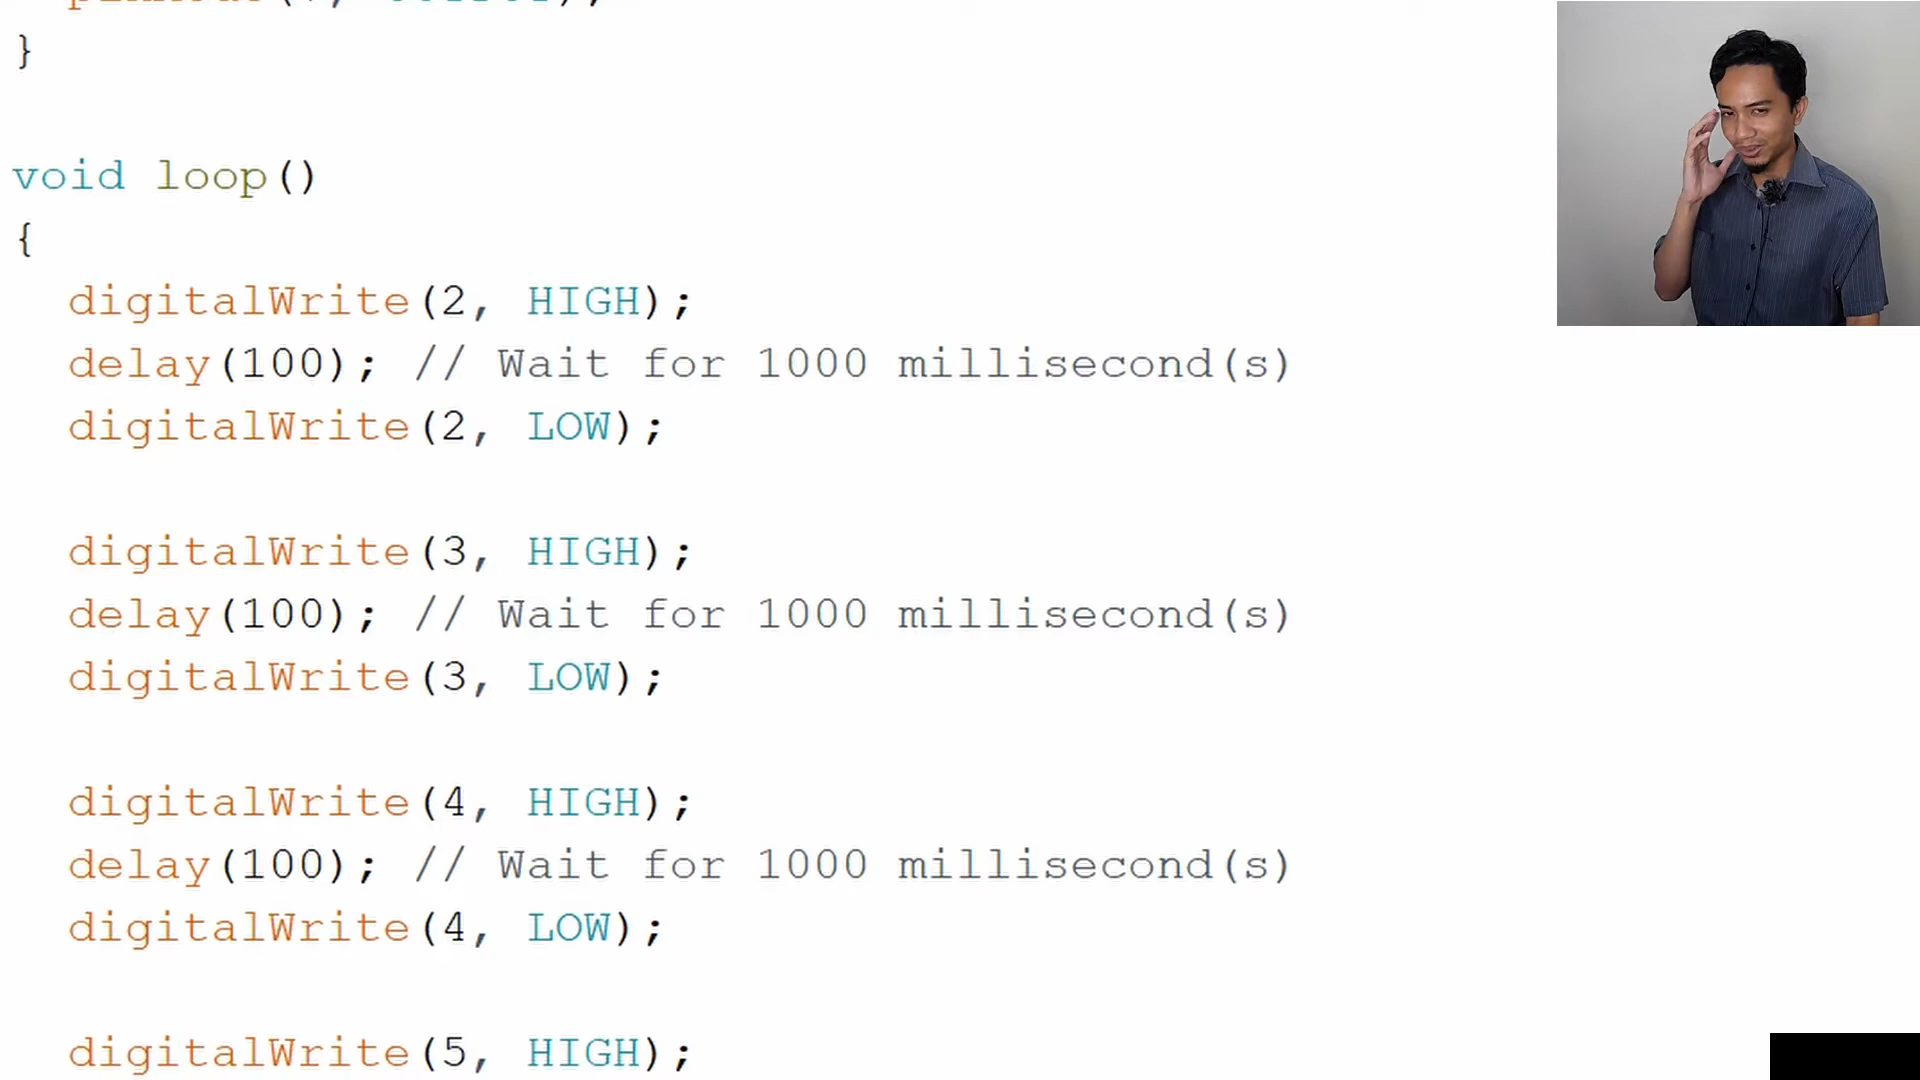 }
void loop()
{
digitalWrite(2, HIGH);
delay(100); // Wait for 1000 millisecond(s)
digitalWrite(2, LOW);
digitalWrite(3, HIGH);
delay(100); // Wait for 1000 millisecond(s)
digitalWrite(3, LOW);
digitalWrite(4, HIGH);
delay(100); // Wait for 1000 millisecond(s)
digitalWrite(4, LOW);
digitalWrite(5, HIGH);